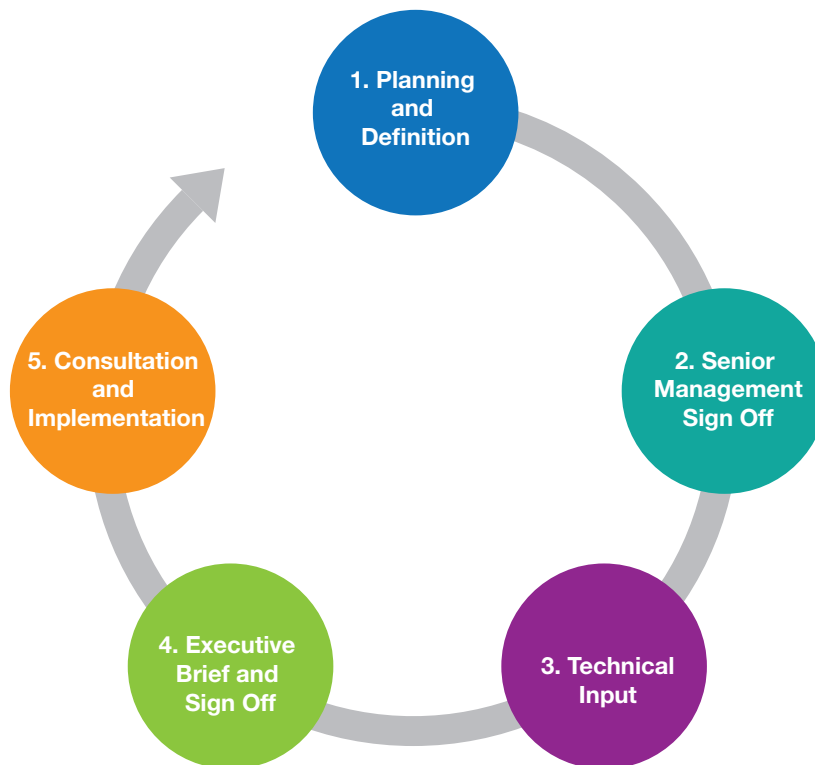 1. Planning
and
Definition
2. Senior
Management
Sign Off
3. Technical
Input
4. Executive
Brief and
Sign Off
5. Consultation
and
Implementation